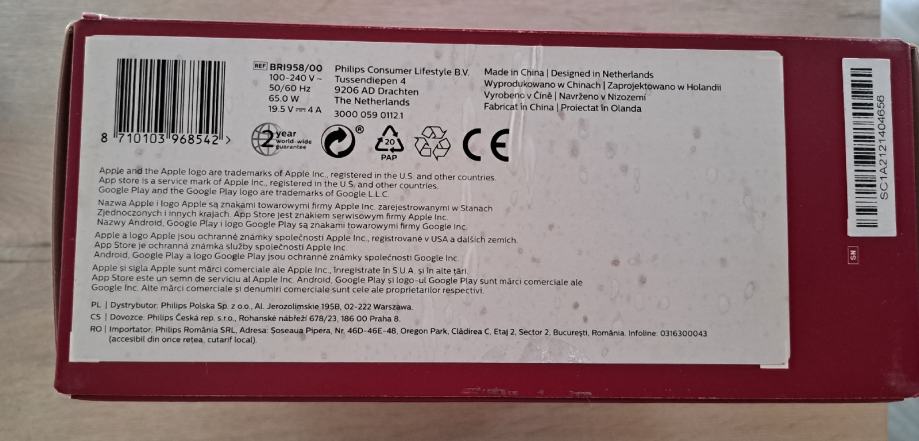 8 710103 968542 >
REF BRI958/00
100-240 V ~
50/60 Hz
65.0 W
19.5 V ⎓ 4 A
Philips Consumer Lifestyle B.V.
Tussendiepen 4
9206 AD Drachten
The Netherlands
3000 059 0112.1
Made in China | Designed in Netherlands
Wyprodukowano w Chinach | Zaprojektowano w Holandii
Vyrobeno v Číně | Navrženo v Nizozemí
Fabricat în China | Proiectat în Olanda
2 year
world-wide
guarantee
®
20
PAP
CE
Apple and the Apple logo are trademarks of Apple Inc., registered in the U.S. and other countries.
App store is a service mark of Apple Inc., registered in the U.S. and other countries.
Google Play and the Google Play logo are trademarks of Google L.L.C.
Nazwa Apple i logo Apple są znakami towarowymi firmy Apple Inc. zarejestrowanymi w Stanach
Zjednoczonych i innych krajach. App Store jest znakiem serwisowym firmy Apple Inc.
Nazwy Android, Google Play i logo Google Play są znakami towarowymi firmy Google Inc.
Apple a logo Apple jsou ochranné známky společnosti Apple Inc., registrované v USA a dalších zemích.
App Store je ochranná známka služby společnosti Apple Inc.
Android, Google Play a logo Google Play jsou ochranné známky společnosti Google Inc.
Apple și sigla Apple sunt mărci comerciale ale Apple Inc., înregistrate în S.U.A. și în alte țări.
App Store este un semn de serviciu al Apple Inc. Android, Google Play si logo-ul Google Play sunt mărci comerciale ale
Google Inc. Alte mărci comerciale și denumiri comerciale sunt cele ale proprietarilor respectivi.
PL | Dystrybutor: Philips Polska Sp. z o.o., Al. Jerozolimskie 195B, 02-222 Warszawa.
CS | Dovozce: Philips Česká rep. s.r.o., Rohanské nábřeží 678/23, 186 00 Praha 8.
RO | Importator: Philips România SRL, Adresa: Șoseaua Pipera, Nr. 46D-46E-48, Oregon Park, Clădirea C, Etaj 2, Sector 2, București, România. Infoline: 0316300043
(accesibil din orice rețea, cu tarif local).
SC1A2121404656
SN